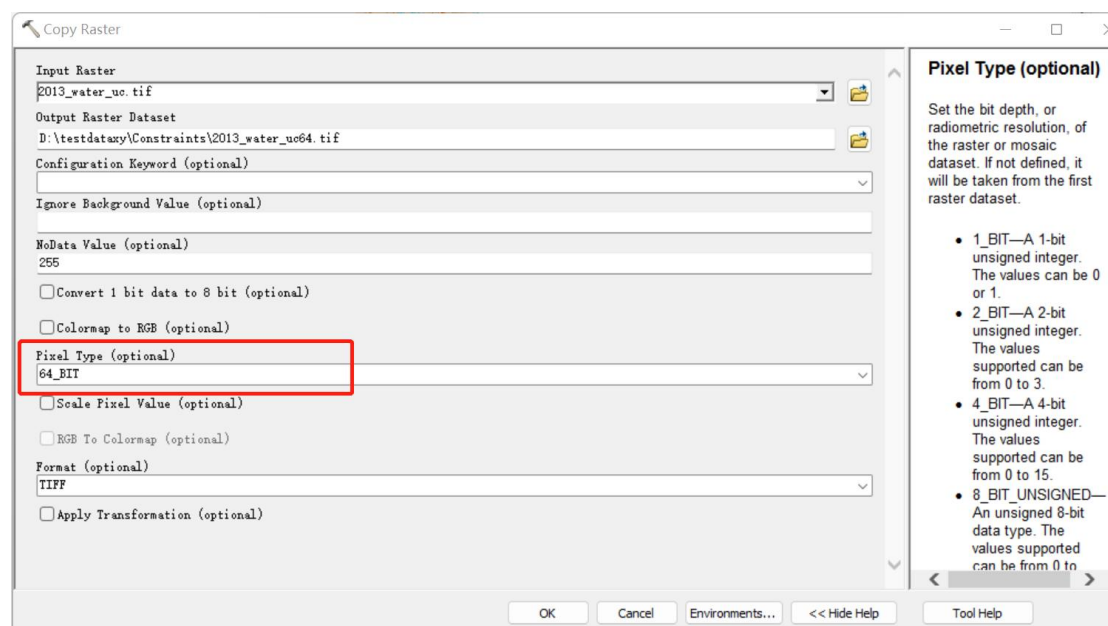 Copy Raster
Input Raster
2013_water_uc.tif
Output Raster Dataset
D:\testdataxy\Constraints\2013_water_uc64.tif
Configuration Keyword (optional)
Ignore Background Value (optional)
NoData Value (optional)
255
Convert 1 bit data to 8 bit (optional)
Colormap to RGB (optional)
Pixel Type (optional)
64_BIT
Scale Pixel Value (optional)
RGB To Colormap (optional)
Format (optional)
TIFF
Apply Transformation (optional)
Pixel Type (optional)
Set the bit depth, or
radiometric resolution, of
the raster or mosaic
dataset. If not defined, it
will be taken from the first
raster dataset.
• 1_BIT—A 1-bit
unsigned integer.
The values can be 0
or 1.
• 2_BIT—A 2-bit
unsigned integer.
The values
supported can be
from 0 to 3.
• 4_BIT—A 4-bit
unsigned integer.
The values
supported can be
from 0 to 15.
• 8_BIT_UNSIGNED—
An unsigned 8-bit
data type. The
values supported
can be from 0 to
OK
Cancel
Environments...
<< Hide Help
Tool Help